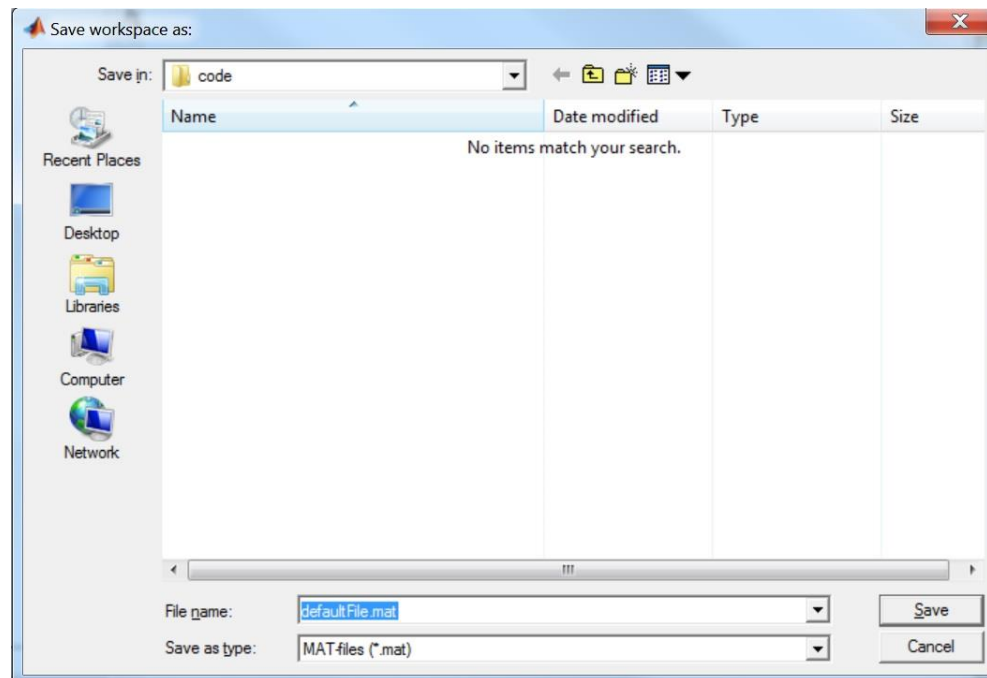 Save workspace as:
Save in: code
Name Date modified Type Size
No items match your search.
Recent Places
Desktop
Libraries
Computer
Network
File name: defaultFile.mat Save
Save as type: MAT-files (*.mat) Cancel